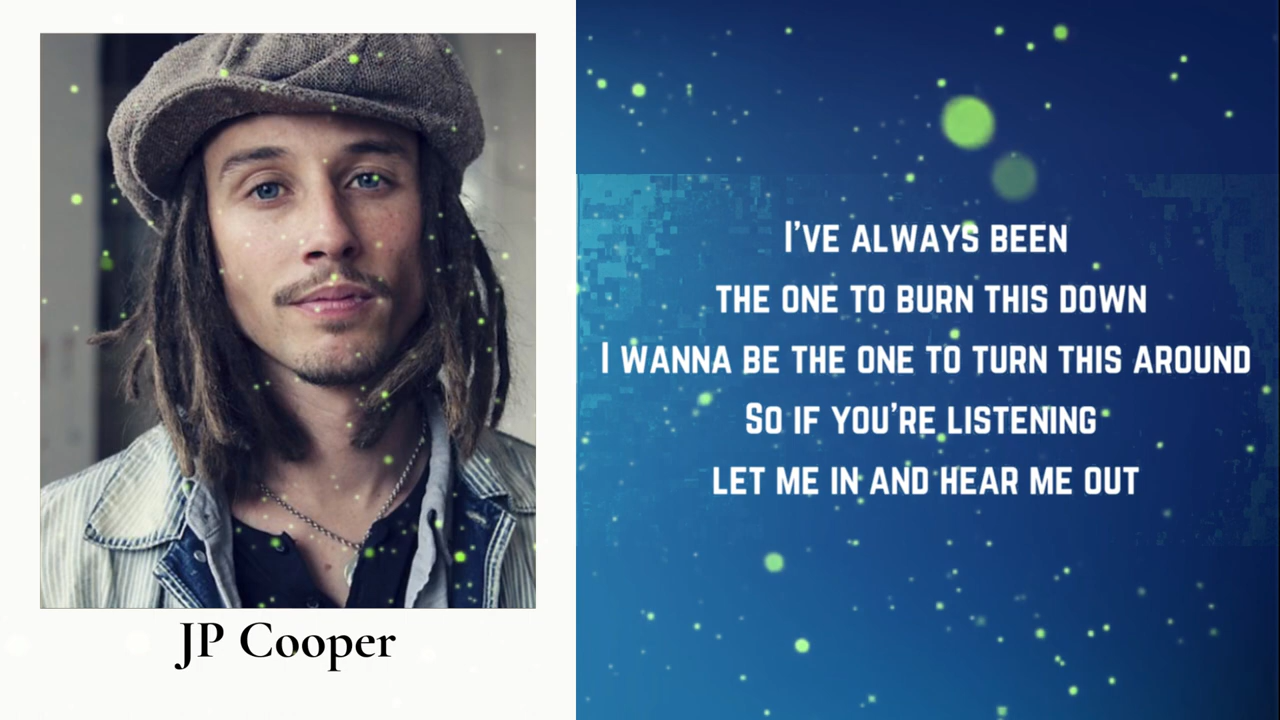 JP Cooper
I'VE ALWAYS BEEN
THE ONE TO BURN THIS DOWN
I WANNA BE THE ONE TO TURN THIS AROUND
SO IF YOU'RE LISTENING
LET ME IN AND HEAR ME OUT